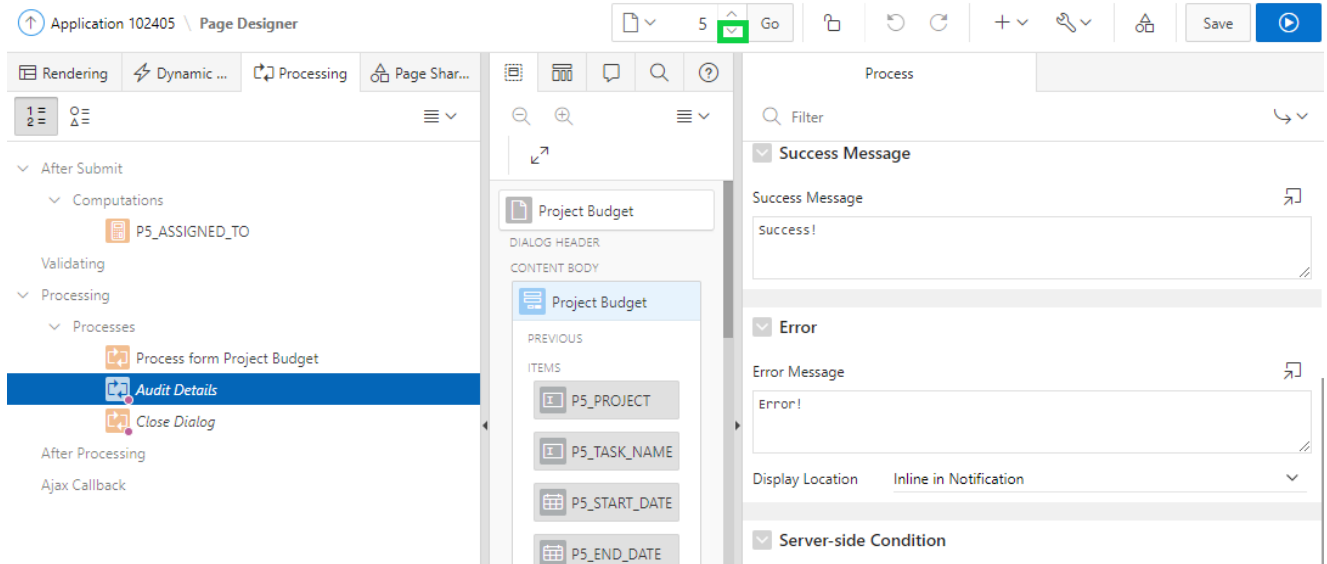 Application 102405 \ Page Designer
5
Go
Save
Rendering
Dynamic ...
Processing
Page Shar...
After Submit
Computations
P5_ASSIGNED_TO
Validating
Processing
Processes
Process form Project Budget
Audit Details
Close Dialog
After Processing
Ajax Callback
Project Budget
DIALOG HEADER
CONTENT BODY
Project Budget
PREVIOUS
ITEMS
P5_PROJECT
P5_TASK_NAME
P5_START_DATE
P5_END_DATE
Process
Filter
Success Message
Success Message
Success!
Error
Error Message
Error!
Display Location Inline in Notification
Server-side Condition